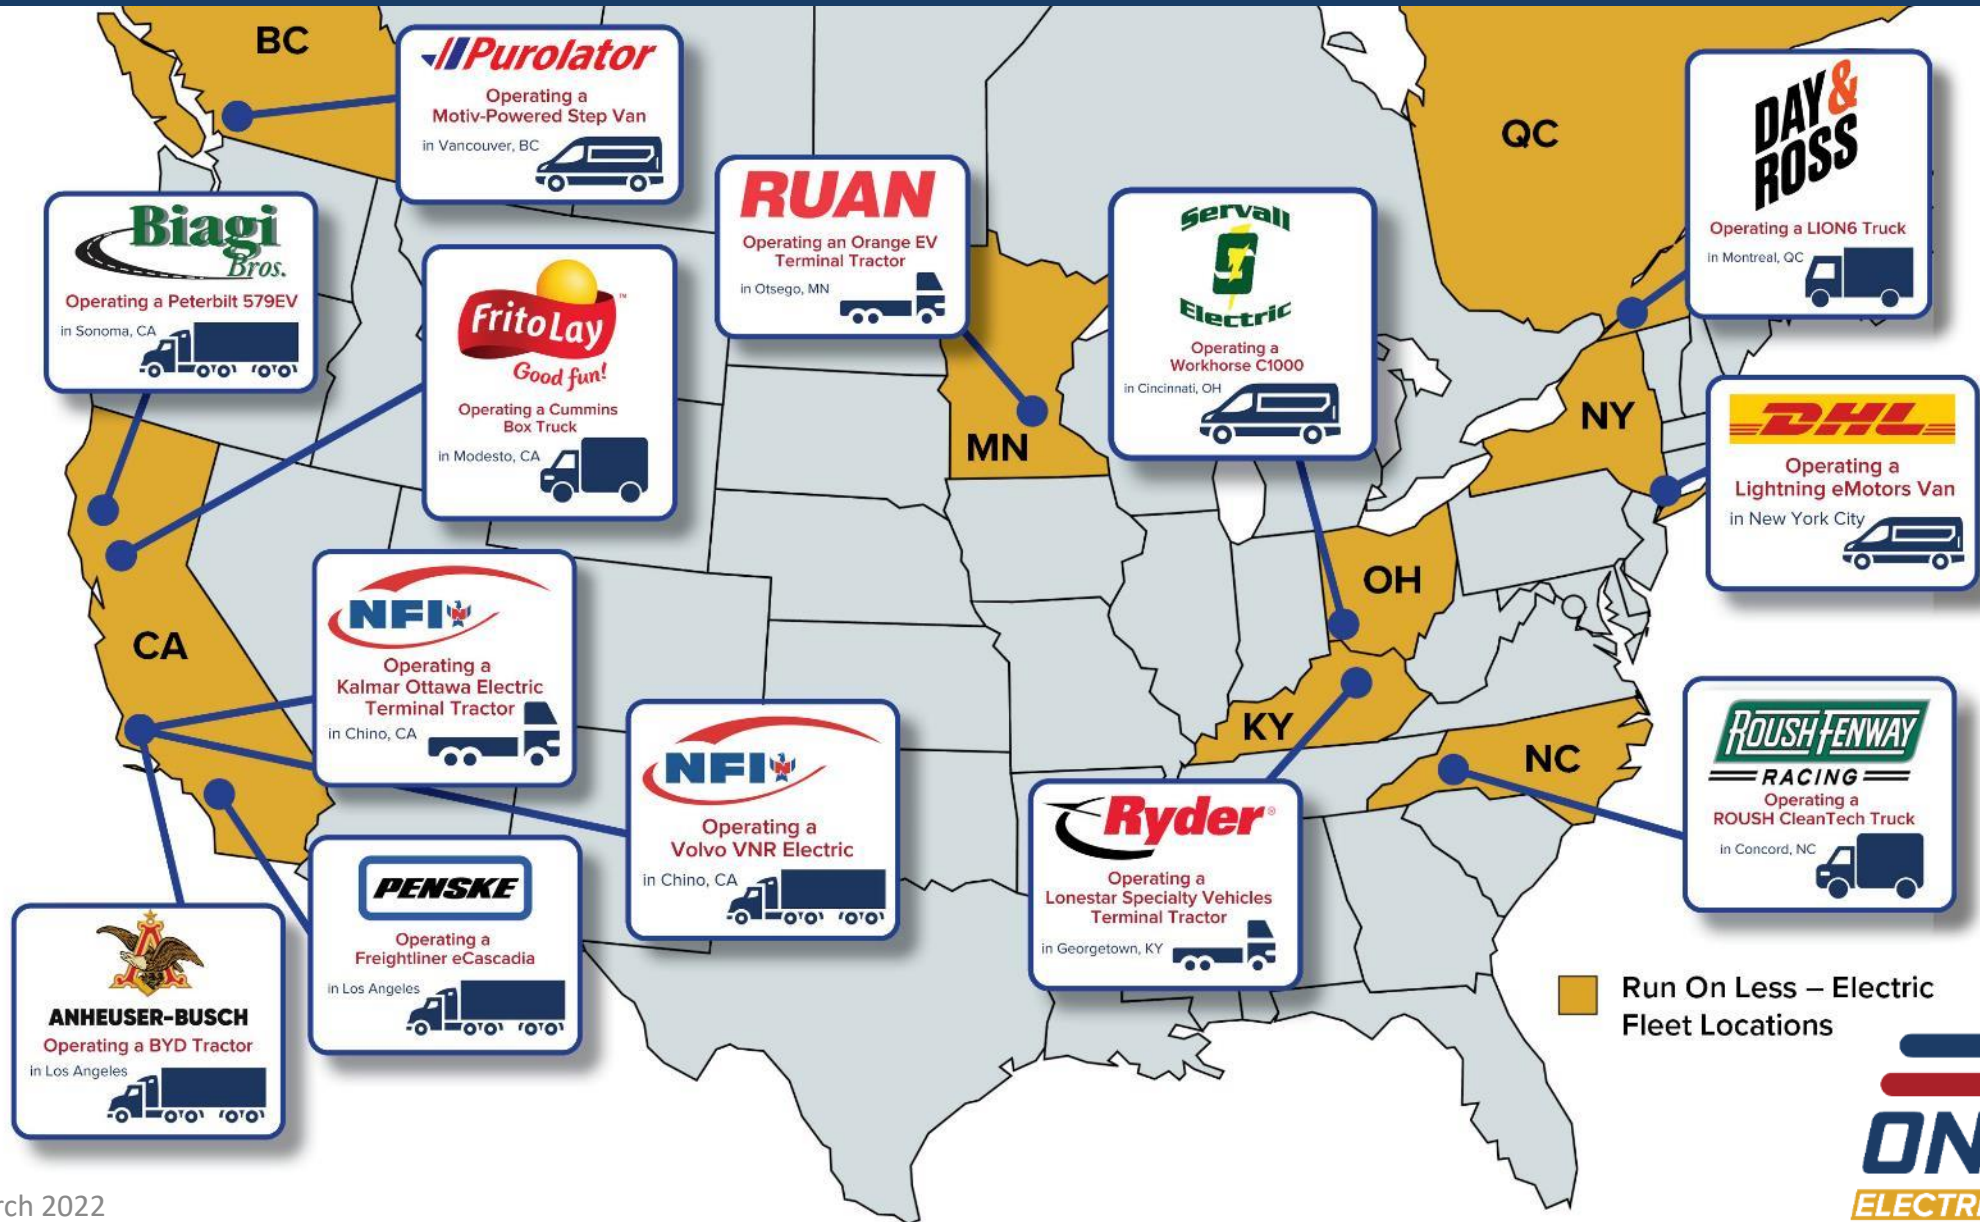 BC
Purolator
Operating a
Motiv-Powered Step Van
in Vancouver, BC
QC
DAY &
ROSS
Operating a LION6 Truck
in Montreal, QC
Biagi
Bros.
Operating a Peterbilt 579EV
in Sonoma, CA
RUAN
Operating an Orange EV
Terminal Tractor
in Otsego, MN
Servall
S
Electric
Operating a
Workhorse C1000
in Cincinnati, OH
FritoLay
™
Good fun!
Operating a Cummins
Box Truck
in Modesto, CA
MN
NY
DHL
Operating a
Lightning eMotors Van
in New York City
NFI
Operating a
Kalmar Ottawa Electric
Terminal Tractor
in Chino, CA
OH
CA
NFI
Operating a
Volvo VNR Electric
in Chino, CA
KY
NC
ROUSH FENWAY
RACING
Operating a
ROUSH CleanTech Truck
in Concord, NC
Ryder®
Operating a
Lonestar Specialty Vehicles
Terminal Tractor
in Georgetown, KY
PENSKE
Operating a
Freightliner eCascadia
in Los Angeles
A
ANHEUSER-BUSCH
Operating a BYD Tractor
in Los Angeles
Run On Less – Electric
Fleet Locations
ON
ELECTR
rch 2022